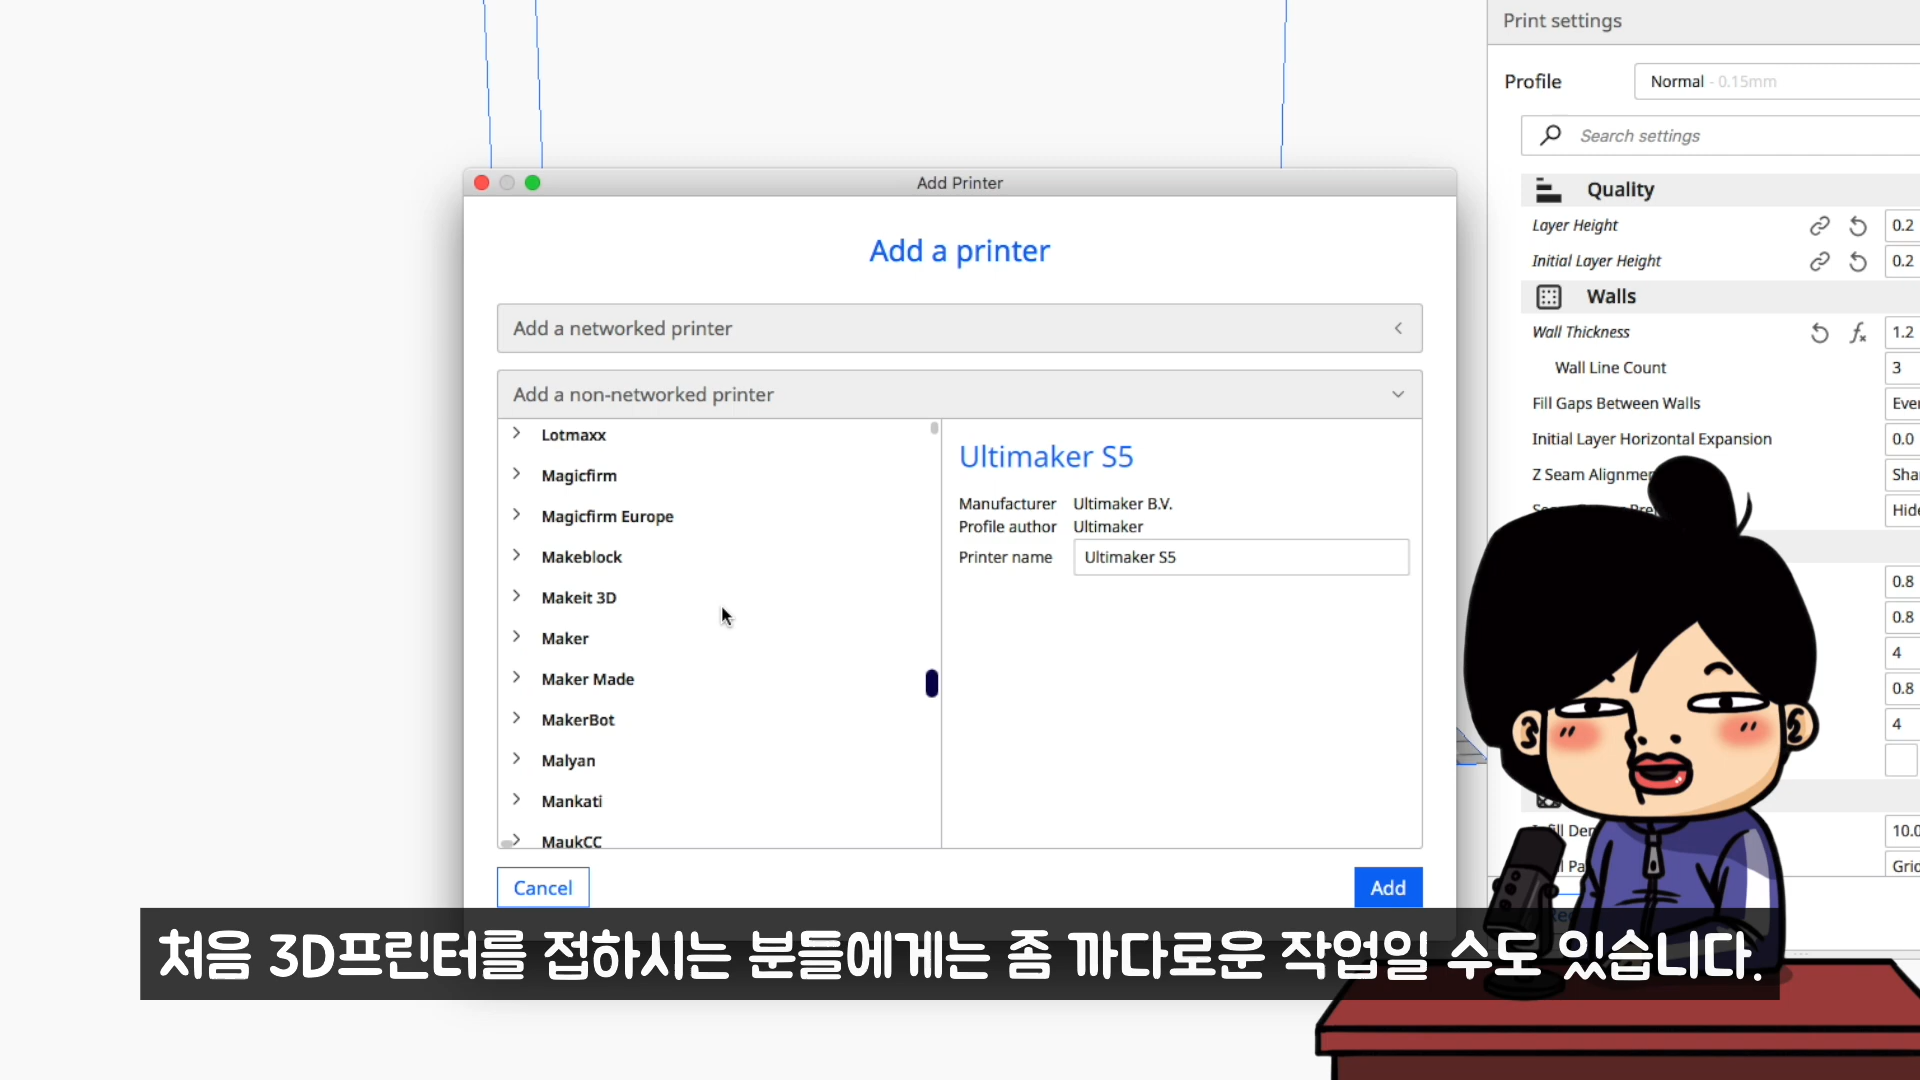 Print settings
Profile
Normal - 0.15mm
Search settings
Quality
Layer Height
0.2
Initial Layer Height
0.2
Walls
Wall Thickness
1.2
Wall Line Count
3
Fill Gaps Between Walls
Initial Layer Horizontal Expansion
0.0
0.8
0.8
4
0.8
4
Add Printer
Add a printer
Add a networked printer
Add a non-networked printer
Lotmaxx
Magicfirm
Magicfirm Europe
Makeblock
Makeit 3D
Maker
Maker Made
MakerBot
Malyan
Mankati
MaukCC
Ultimaker S5
Manufacturer Ultimaker B.V.
Profile author Ultimaker
Printer name Ultimaker S5
Cancel
Add
처음 3D프린터를 접하시는 분들에게는 좀 까다로운 작업일 수도 있습니다.